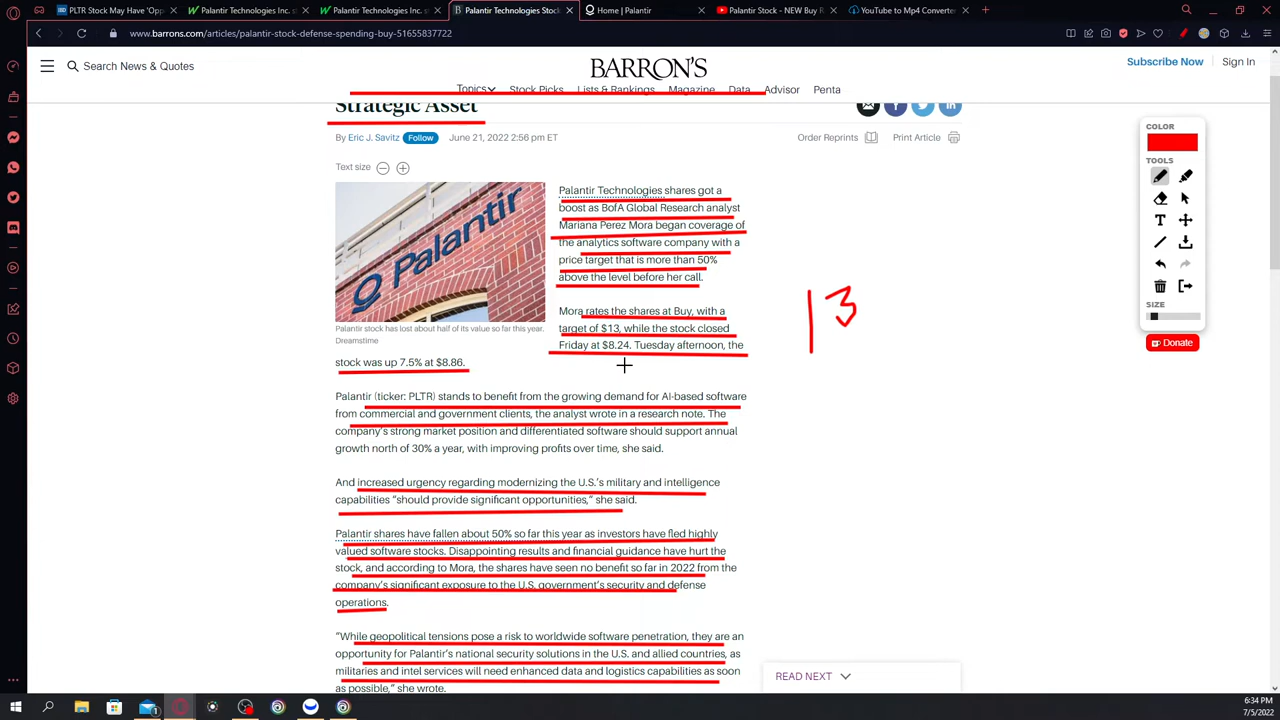 PLTR Stock May Have 'Opp
Palantir Technologies Inc.
Palantir Technologies Inc. st
Palantir Technologies Stock
Home / Palantir
Palantir Stock - NEW Buy R
YouTube to Mp4 Converte
www.barrons.com/articles/palantir-stock-defense-spending-buy-51655837722
Search News & Quotes
BARRON'S
Subscribe Now
Sign In
Topics Stock Picks Lists & Rankings Magazine Data Advisor Penta
Strategic Asset
By Eric J. Savitz Follow June 21, 2022 2:56 pm ET
Order Reprints Print Article
Text size
Palantir
Palantir stock has lost about half of its value so far this year.
Dreamstime
Palantir Technologies shares got a
boost as BofA Global Research analyst
Mariana Perez Mora began coverage of
the analytics software company with a
price target that is more than 50%
above the level before her call.
Mora rates the shares at Buy, with a
target of $13, while the stock closed
Friday at $8.24. Tuesday afternoon, the
stock was up 7.5% at $8.86.
Palantir (ticker: PLTR) stands to benefit from the growing demand for AI-based software
from commercial and government clients, the analyst wrote in a research note. The
company's strong market position and differentiated software should support annual
growth north of 30% a year, with improving profits over time, she said.
And increased urgency regarding modernizing the U.S.'s military and intelligence
capabilities "should provide significant opportunities," she said.
Palantir shares have fallen about 50% so far this year as investors have fled highly
valued software stocks. Disappointing results and financial guidance have hurt the
stock, and according to Mora, the shares have seen no benefit so far in 2022 from the
company's significant exposure to the U.S. government's security and defense
operations.
"While geopolitical tensions pose a risk to worldwide software penetration, they are an
opportunity for Palantir's national security solutions in the U.S. and allied countries, as
militaries and intel services will need enhanced data and logistics capabilities as soon
as possible," she wrote.
13
COLOR
TOOLS
T
SIZE
Donate
READ NEXT
6:34 PM
7/5/2022